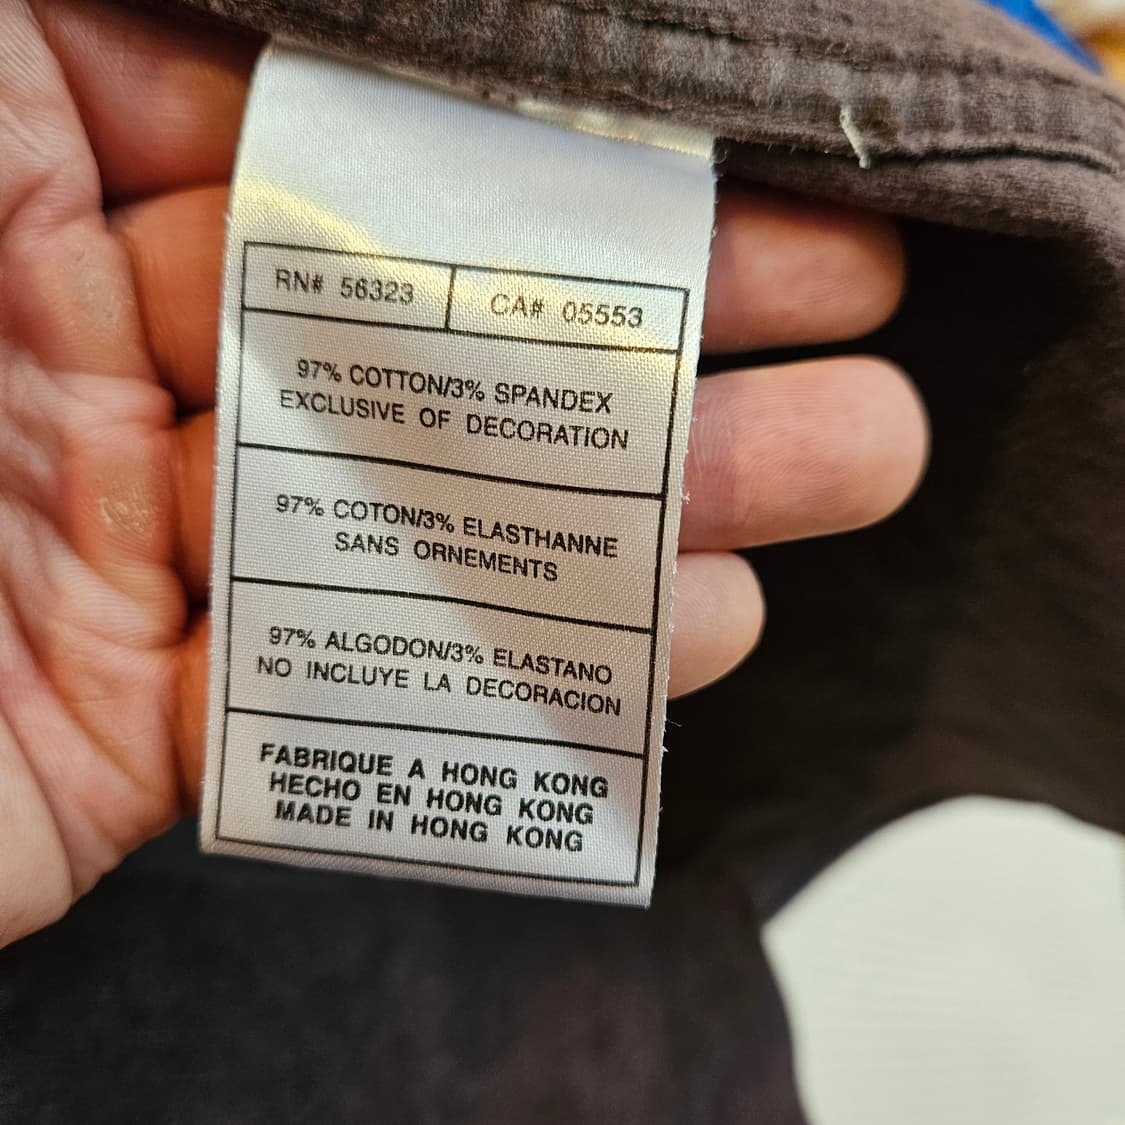 RN# 56323
CA# 05553
97% COTTON/3% SPANDEX
EXCLUSIVE OF DECORATION
97% COTON/3% ELASTHANNE
SANS ORNEMENTS
97% ALGODON/3% ELASTANO
NO INCLUYE LA DECORACION
FABRIQUE A HONG KONG
HECHO EN HONG KONG
MADE IN HONG KONG